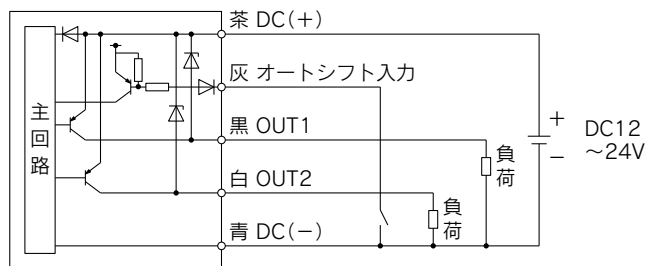 茶 DC(+)
灰 オートシフト入力
主回路
黒 OUT1
+
DC12
～24V
−
負荷
白 OUT2
負荷
青 DC(−)